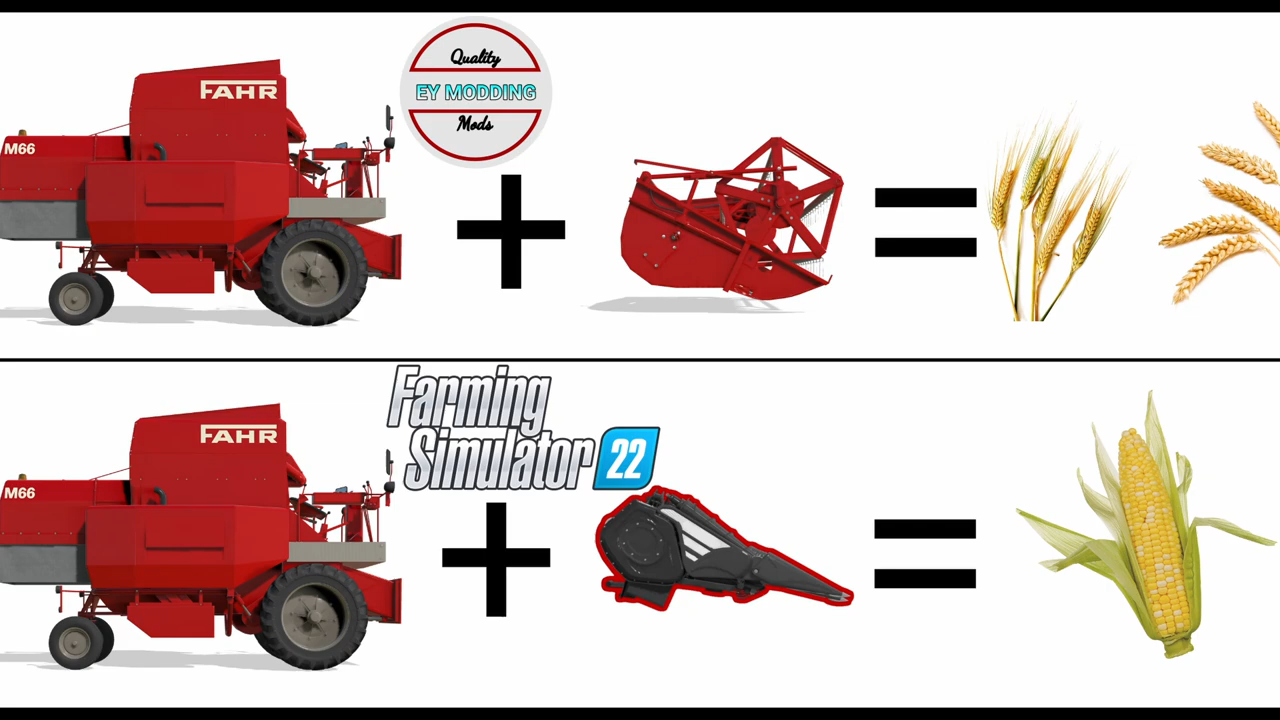 Quality
EY MODDING
Mods
FAHR
M66
Farming
Simulator 22
FAHR
M66